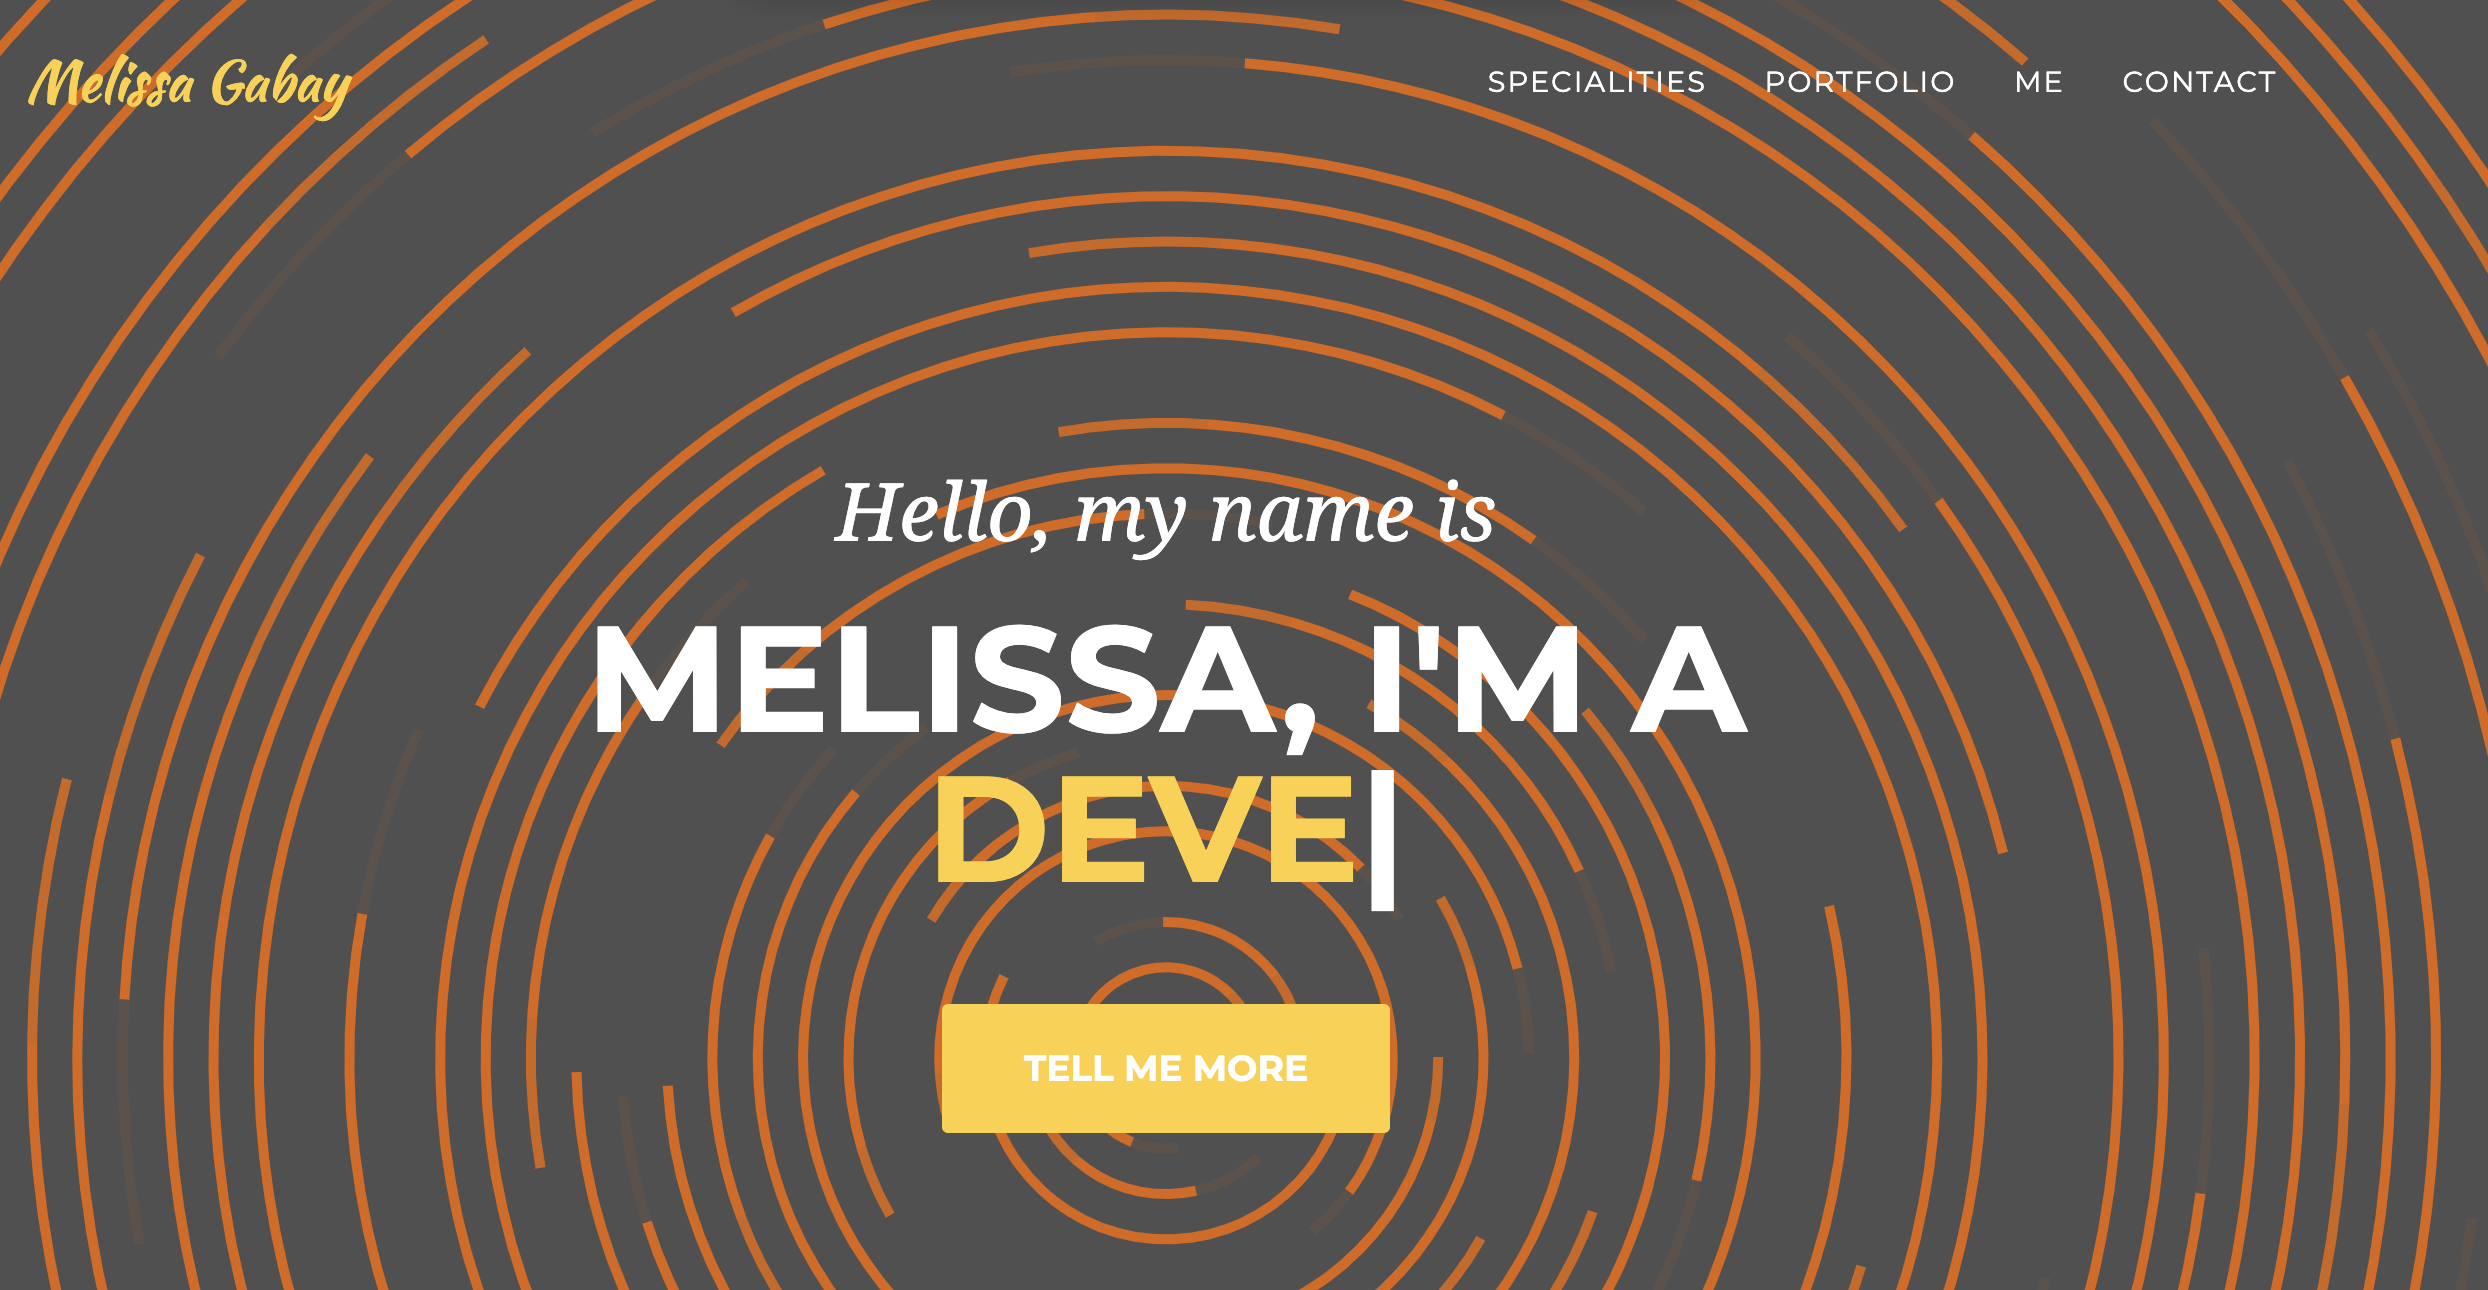 Melissa Gabay
SPECIALITIES PORTFOLIO ME CONTACT
Hello, my name is
MELISSA, I'M A
DEVE|
TELL ME MORE